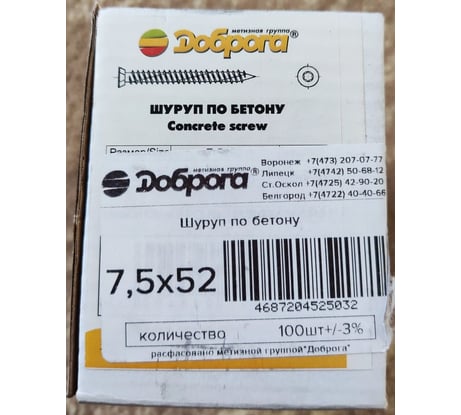 метизная группа
Доброга®
ШУРУП ПО БЕТОНУ
Concrete screw
Размер/Size
метизная группа
Доброга®
Воронеж +7(473) 207-07-77
Липецк +7(4742) 50-68-12
Ст.Оскол +7(4725) 42-90-20
Белгород +7(4722) 40-40-66
Шуруп по бетону
7,5x52
4687204525032
количество 100шт+/-3%
расфасовано метизной группой"Доброга"